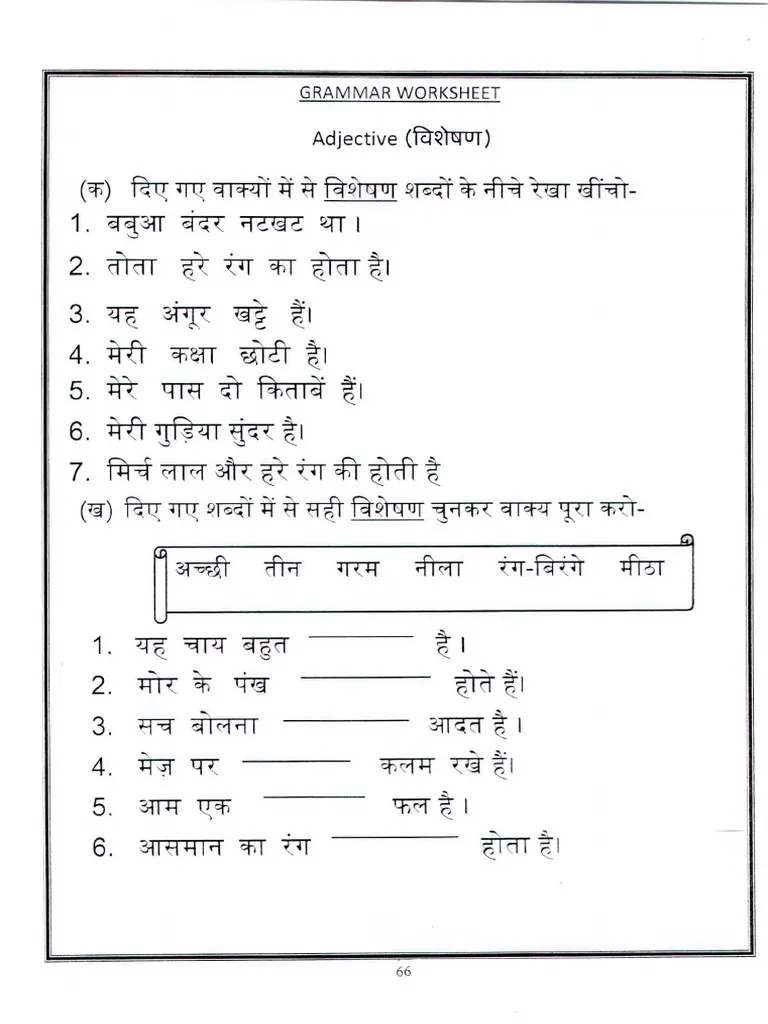 GRAMMAR WORKSHEET
Adjective (विशेषण)
(क) दिए गए वाक्यों में से विशेषण शब्दों के नीचे रेखा खींचो-
1. बबुआ बंदर नटखट था ।
2. तोता हरे रंग का होता है।
3. यह अंगूर खट्टे हैं।
4. मेरी कक्षा छोटी है।
5. मेरे पास दो किताबें हैं।
6. मेरी गुड़िया सुंदर है।
7. मिर्च लाल और हरे रंग की होती है
(ख) दिए गए शब्दों में से सही विशेषण चुनकर वाक्य पूरा करो-
अच्छी तीन गरम नीला रंग-बिरंगे मीठा
1. यह चाय बहुत ________ है ।
2. मोर के पंख ________ होते हैं।
3. सच बोलना ________ आदत है ।
4. मेज़ पर ________ कलम रखे हैं।
5. आम एक ________ फल है ।
6. आसमान का रंग ________ होता है।
66